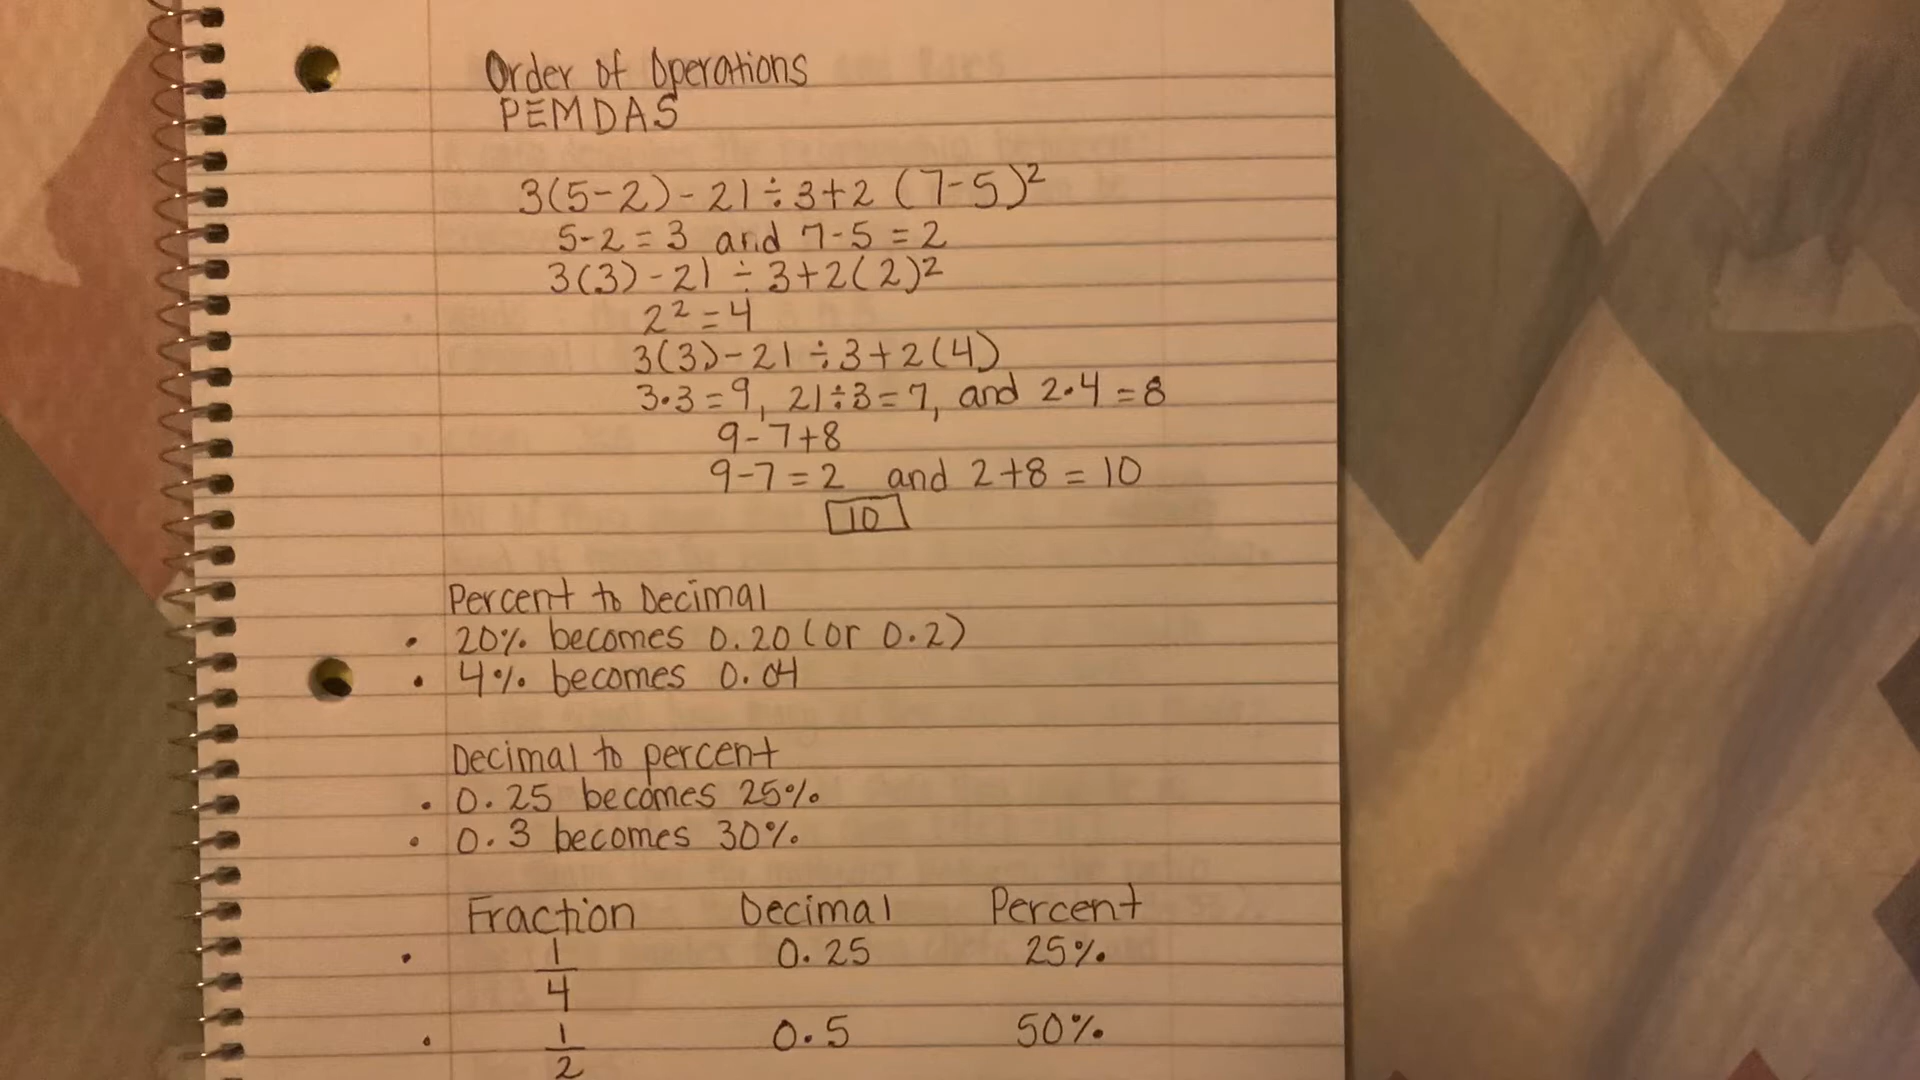 Order of Operations
PEMDAS
3(5-2)-21÷3+2(7-5)²
5-2=3 and 7-5=2
3(3)-21÷3+2(2)²
2²=4
3(3)-21÷3+2(4)
3•3=9, 21÷3=7, and 2•4=8
9-7+8
9-7=2 and 2+8=10
10
Percent to Decimal
• 20% becomes 0.20 (or 0.2)
• 4% becomes 0.04
Decimal to percent
• 0.25 becomes 25%
• 0.3 becomes 30%
Fraction Decimal Percent
• 1/4 0.25 25%
• 1/2 0.5 50%